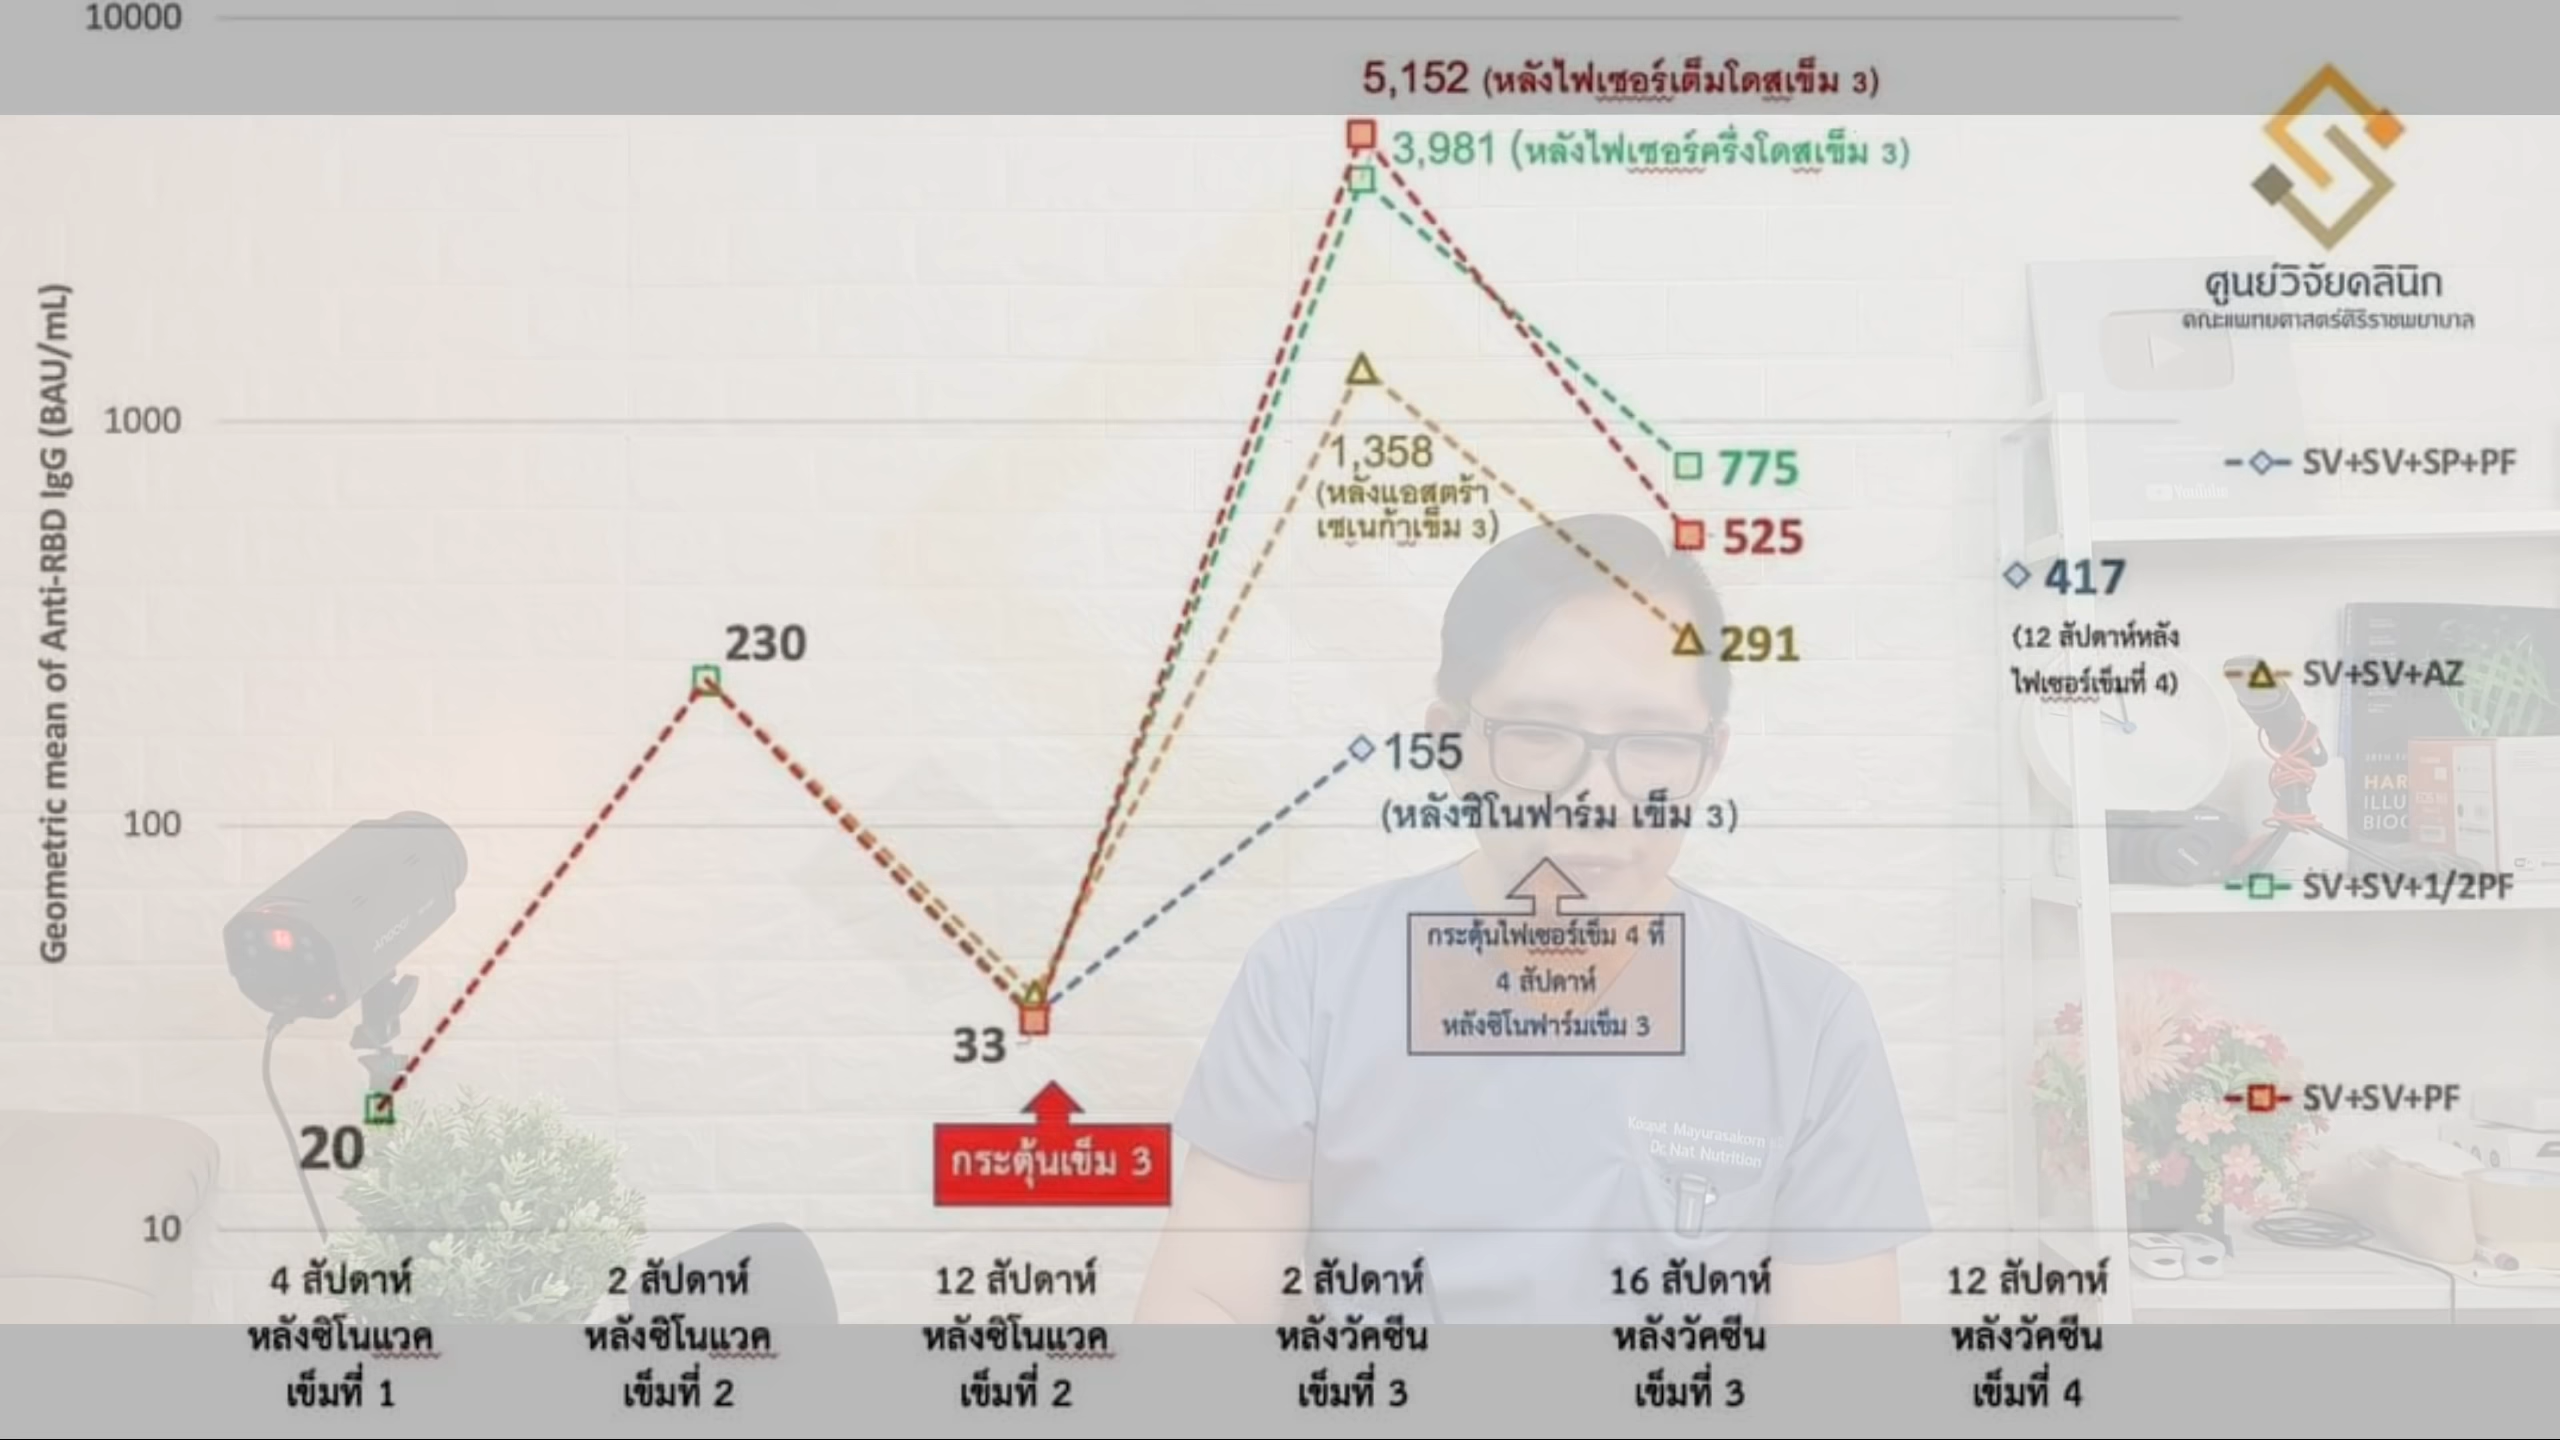 10000
5,152 (หลังไฟเซอร์เต็มโดสเข็ม 3)
3,981 (หลังไฟเซอร์ครึ่งโดสเข็ม 3)
ศูนย์วิจัยคลินิก
คณะแพทยศาสตร์ศิริราชพยาบาล
Geometric mean of Anti-RBD IgG (BAU/mL)
1000
1,358
(หลังแอสตร้า
เซเนก้าเข็ม 3)
775
525
291
SV+SV+SP+PF
YouTube
417
(12 สัปดาห์หลัง
ไฟเซอร์เข็มที่ 4)
SV+SV+AZ
230
155
(หลังซิโนฟาร์ม เข็ม 3)
100
HAR
ILLU
BIOC
SV+SV+1/2PF
กระตุ้นไฟเซอร์เข็ม 4 ที่
4 สัปดาห์
หลังซิโนฟาร์มเข็ม 3
33
20
กระตุ้นเข็ม 3
SV+SV+PF
Korapat Mayurasakorn MD
Dr. Nat Nutrition
10
4 สัปดาห์
หลังซิโนแวค
เข็มที่ 1
2 สัปดาห์
หลังซิโนแวค
เข็มที่ 2
12 สัปดาห์
หลังซิโนแวค
เข็มที่ 2
2 สัปดาห์
หลังวัคซีน
เข็มที่ 3
16 สัปดาห์
หลังวัคซีน
เข็มที่ 3
12 สัปดาห์
หลังวัคซีน
เข็มที่ 4